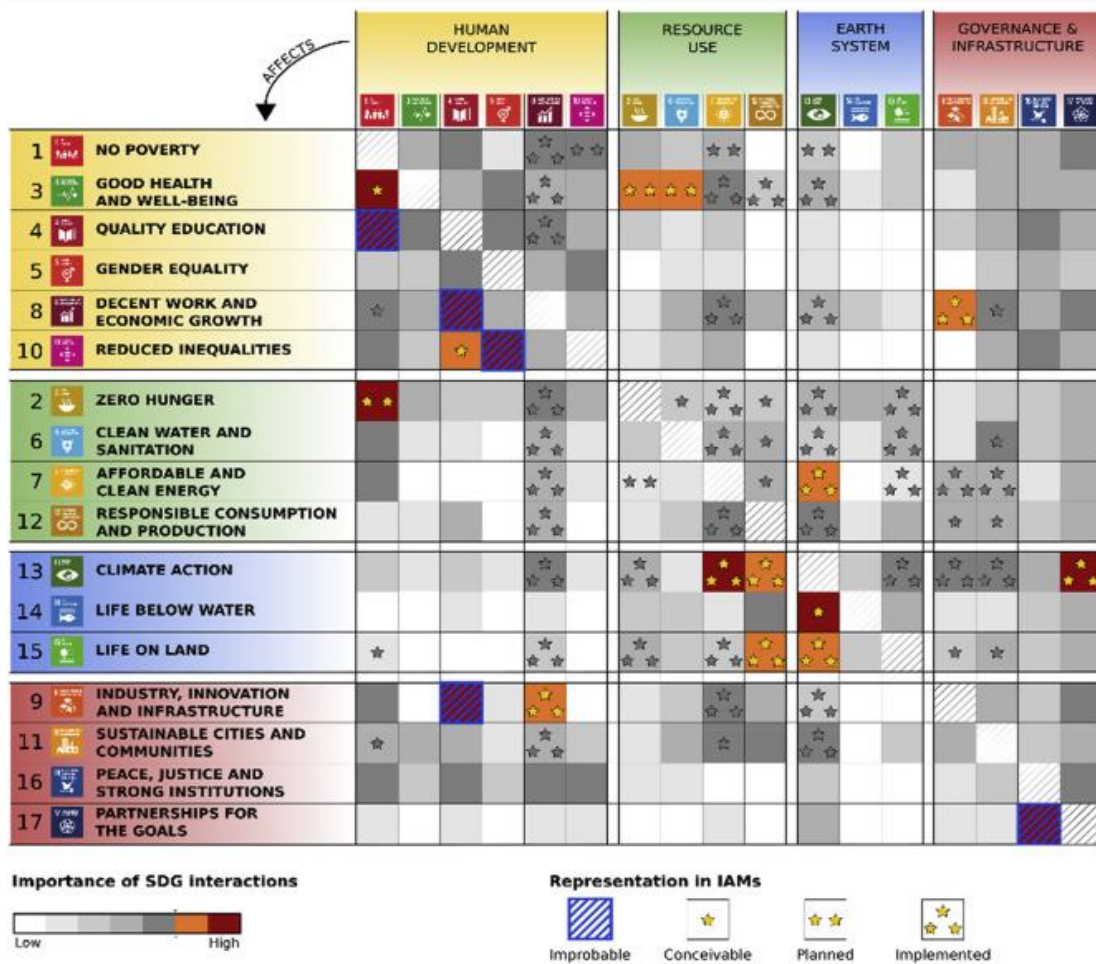 HUMAN
DEVELOPMENT
RESOURCE
USE
EARTH
SYSTEM
GOVERNANCE &
INFRASTRUCTURE
AFFECTS
1 NO POVERTY
3 GOOD HEALTH
AND WELL-BEING
4 QUALITY EDUCATION
5 GENDER EQUALITY
8 DECENT WORK AND
ECONOMIC GROWTH
10 REDUCED INEQUALITIES
2 ZERO HUNGER
6 CLEAN WATER AND
SANITATION
7 AFFORDABLE AND
CLEAN ENERGY
12 RESPONSIBLE CONSUMPTION
AND PRODUCTION
13 CLIMATE ACTION
14 LIFE BELOW WATER
15 LIFE ON LAND
9 INDUSTRY, INNOVATION
AND INFRASTRUCTURE
11 SUSTAINABLE CITIES AND
COMMUNITIES
16 PEACE, JUSTICE AND
STRONG INSTITUTIONS
17 PARTNERSHIPS FOR
THE GOALS
Importance of SDG interactions
Low High
Representation in IAMs
Improbable Conceivable Planned Implemented